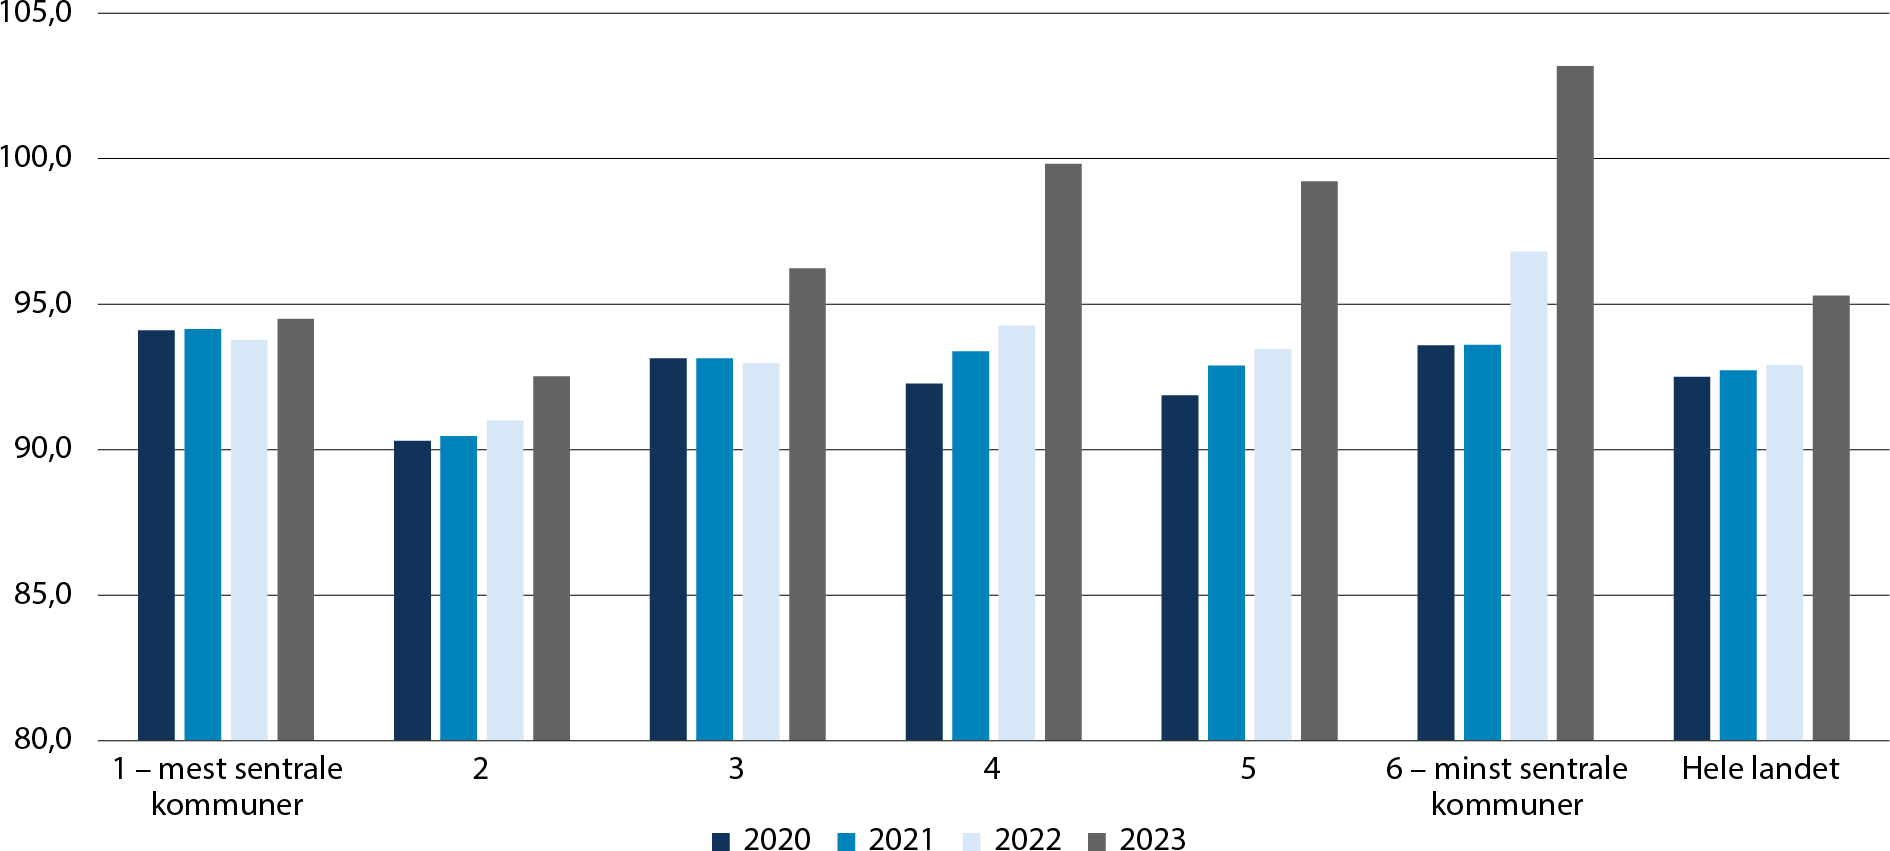 105,0
100,0
95,0
90,0
85,0
80,0
1 – mest sentrale
kommuner
2
3
4
5
6 – minst sentrale
kommuner
Hele landet
2020
2021
2022
2023